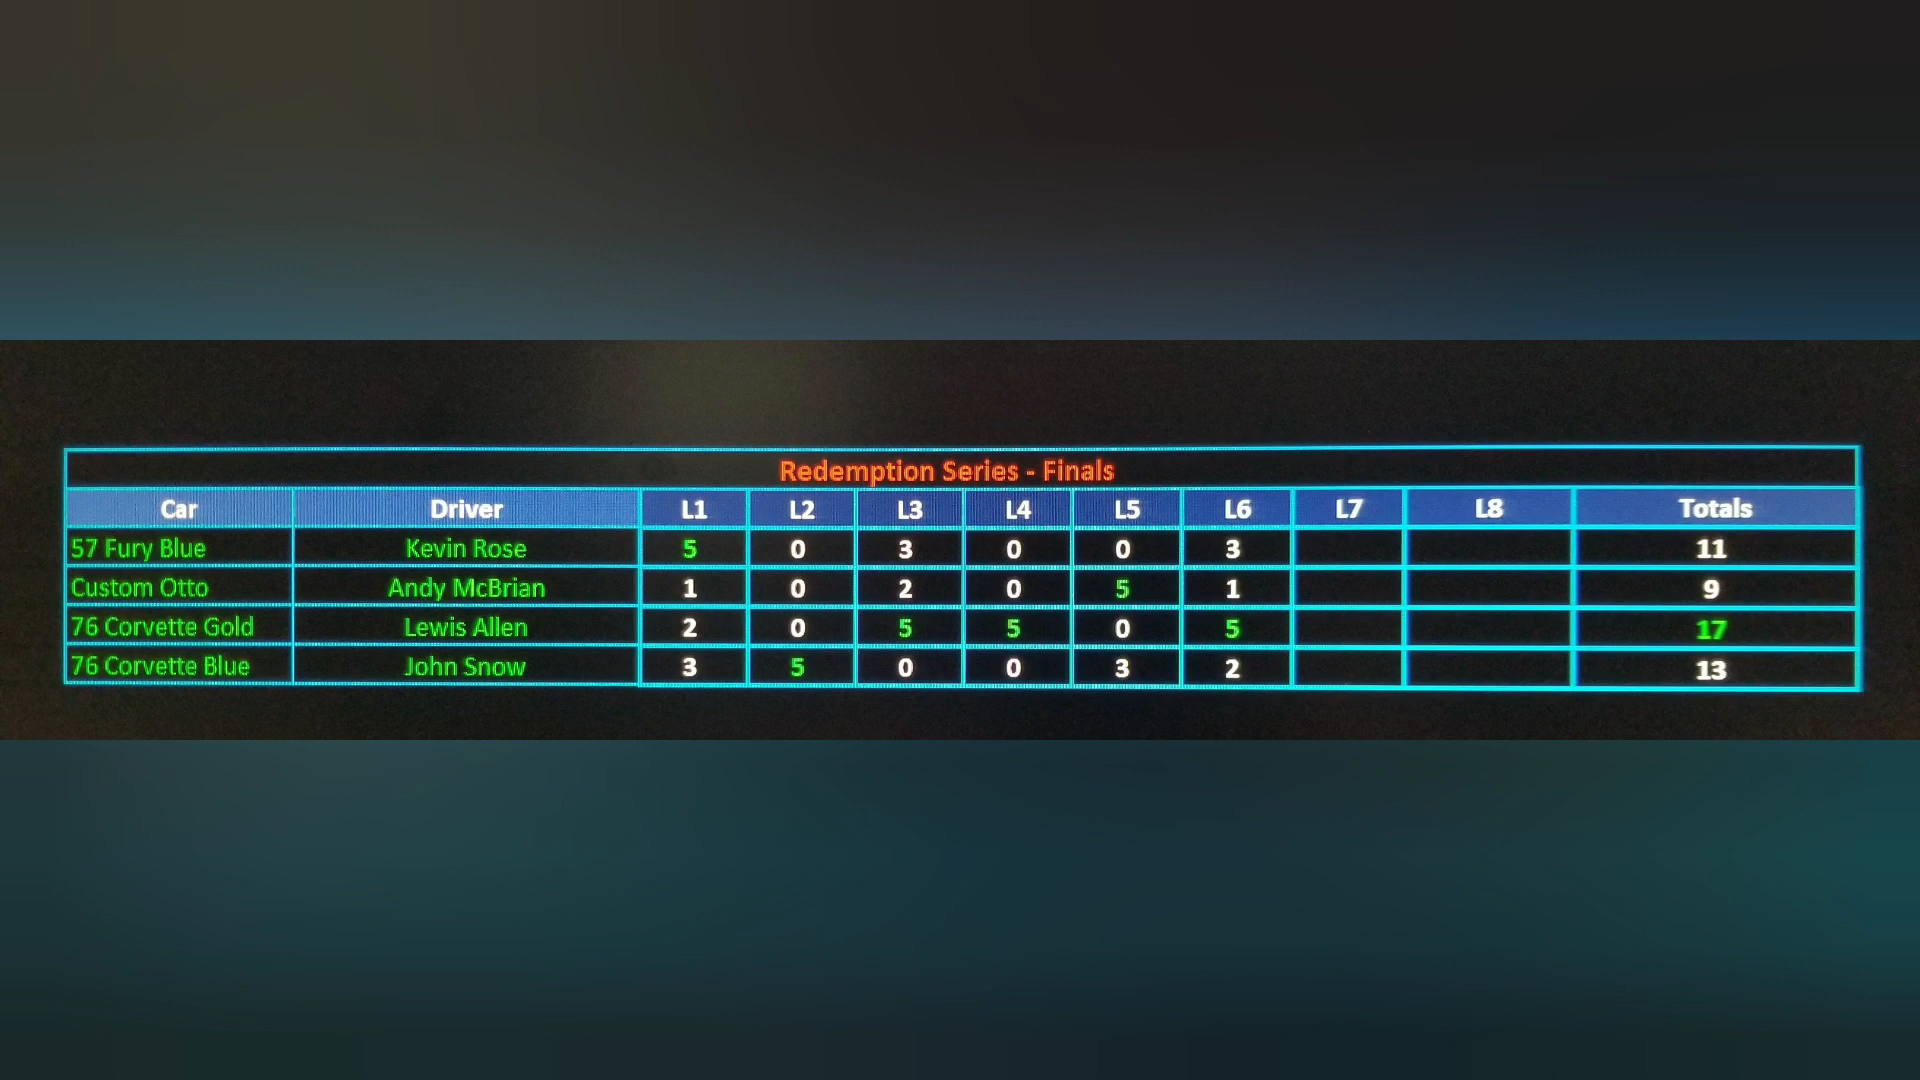 Redemption Series - Finals
Car Driver L1 L2 L3 L4 L5 L6 L7 L8 Totals
57 Fury Blue Kevin Rose 5 0 3 0 0 3 11
Custom Otto Andy McBrian 1 0 2 0 5 1 9
76 Corvette Gold Lewis Allen 2 0 5 5 0 5 17
76 Corvette Blue John Snow 3 5 0 0 3 2 13